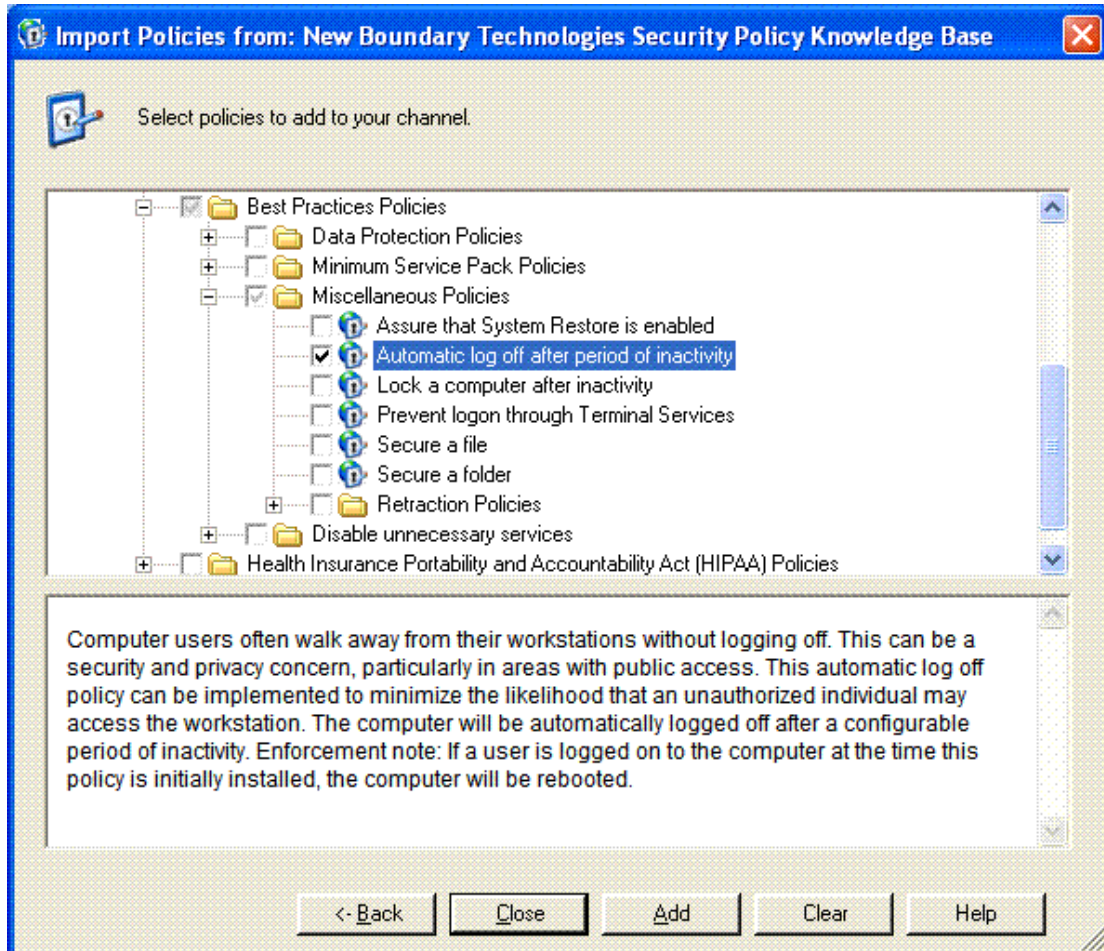 Import Policies from: New Boundary Technologies Security Policy Knowledge Base
Select policies to add to your channel.
Best Practices Policies
Data Protection Policies
Minimum Service Pack Policies
Miscellaneous Policies
Assure that System Restore is enabled
Automatic log off after period of inactivity
Lock a computer after inactivity
Prevent logon through Terminal Services
Secure a file
Secure a folder
Retraction Policies
Disable unnecessary services
Health Insurance Portability and Accountability Act (HIPAA) Policies
Computer users often walk away from their workstations without logging off. This can be a
security and privacy concern, particularly in areas with public access. This automatic log off
policy can be implemented to minimize the likelihood that an unauthorized individual may
access the workstation. The computer will be automatically logged off after a configurable
period of inactivity. Enforcement note: If a user is logged on to the computer at the time this
policy is initially installed, the computer will be rebooted.
<- Back
Close
Add
Clear
Help